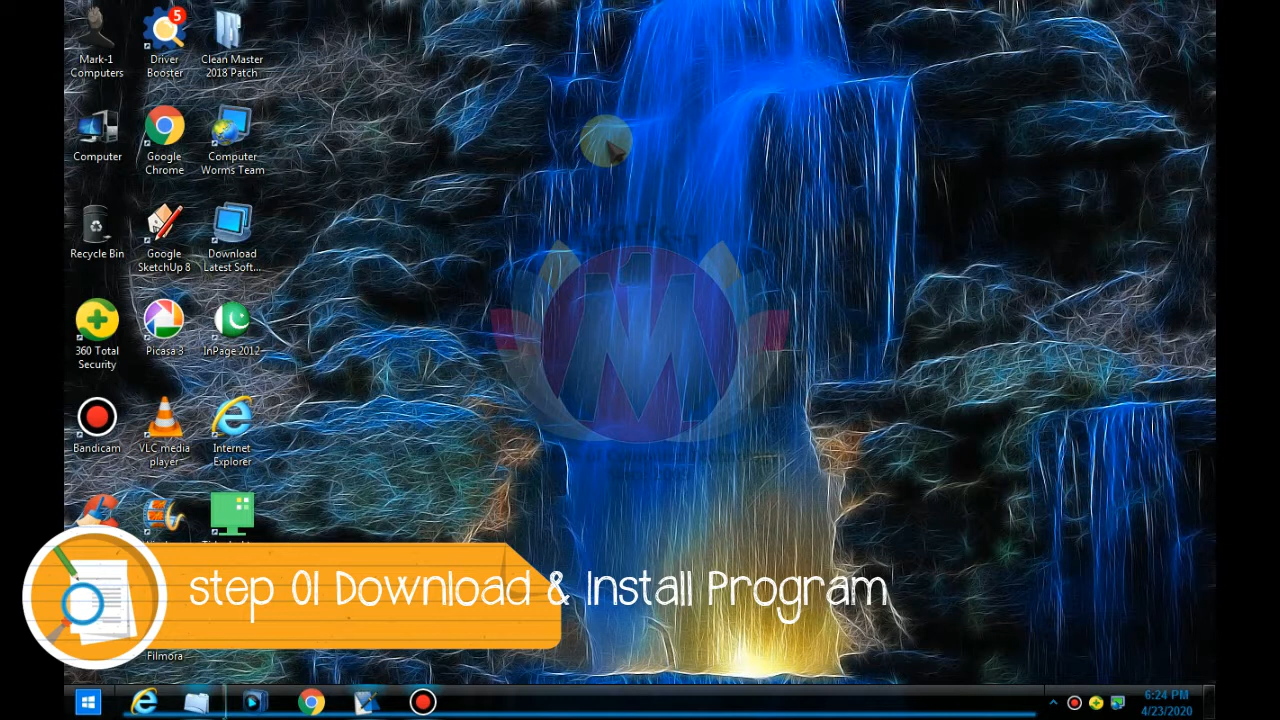 Mark-1
Computers
Driver
Booster
5
Clean Master
2018 Patch
Computer
Google
Chrome
Computer
Worms Team
Recycle Bin
Google
SketchUp 8
Download
Latest Soft...
360 Total
Security
Picasa 3
InPage 2012
Bandicam
VLC media
player
Internet
Explorer
step 01 Download & Install Program
Filmora
6:24 PM
4/23/2020